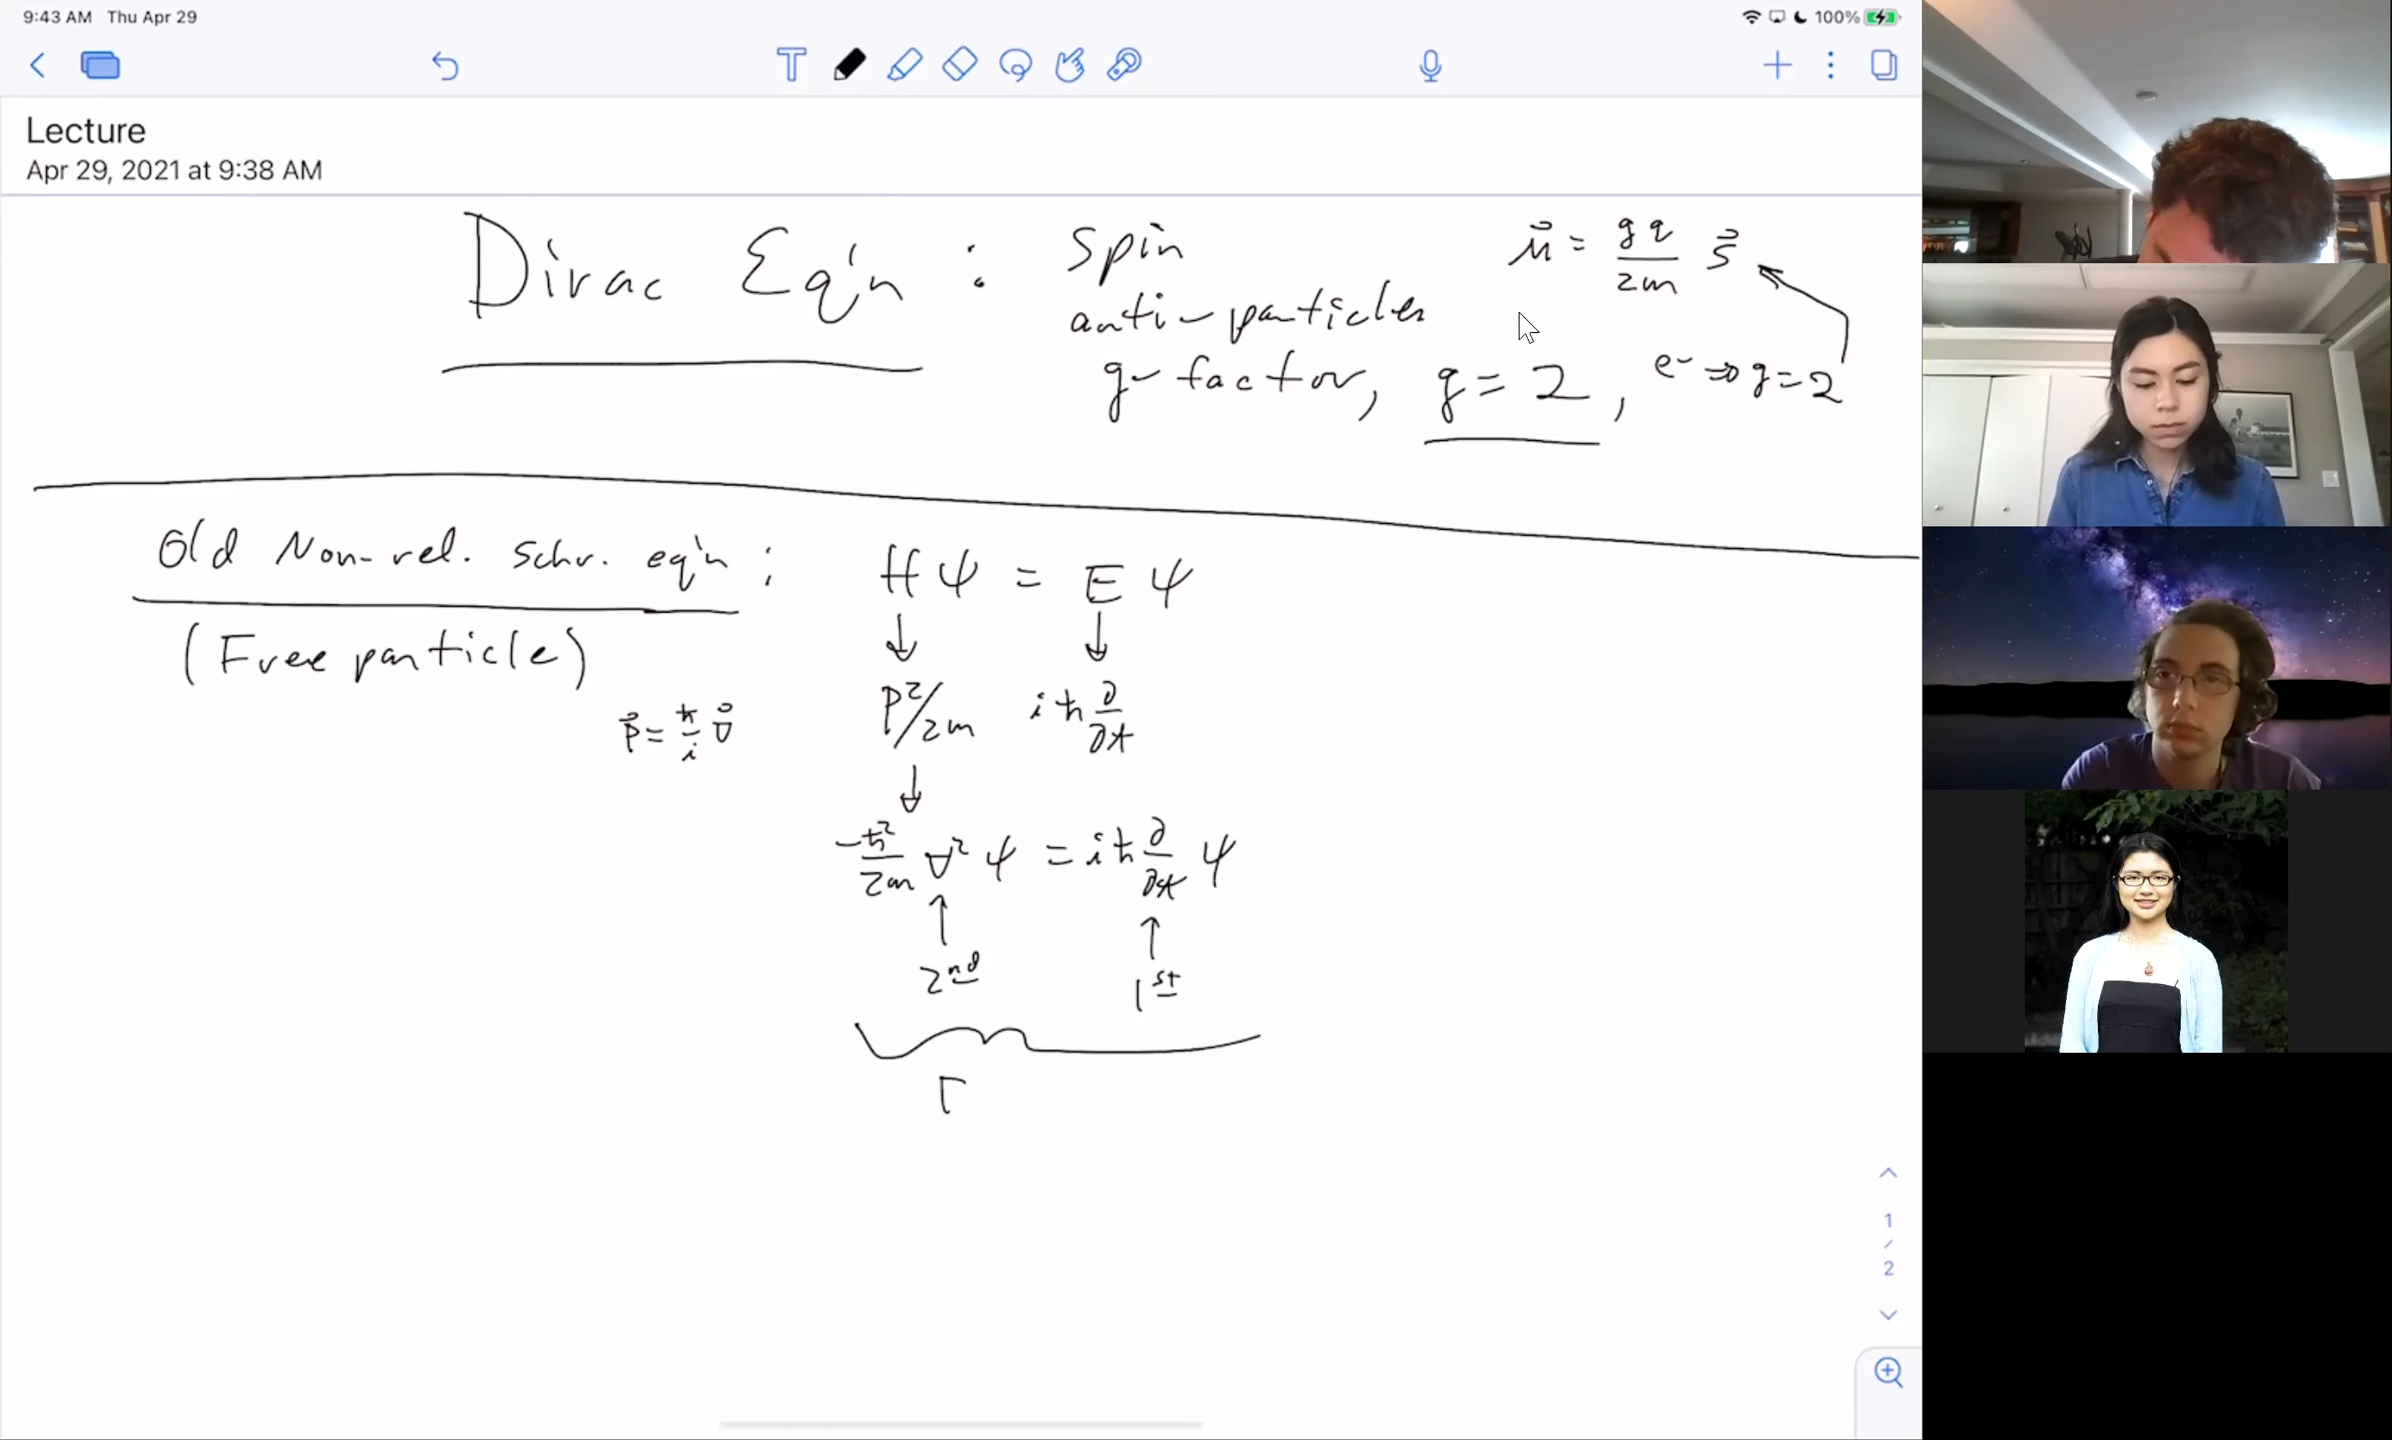 9:43 AM Thu Apr 29
100%
Lecture
Apr 29, 2021 at 9:38 AM
Dirac Eq'n : Spin
anti-particles
g-factor, g = 2, e⁻ ⇒ g=2
μ⃗ = gq/2m S⃗
Old Non-rel. Schr. eq'n : Hψ = Eψ
(Free particle)
p⃗ = ħ/i ∇⃗
P²/2m iħ ∂/∂t
-ħ²/2m ∇²ψ = iħ ∂/∂t ψ
2nd 1st
1
/
2